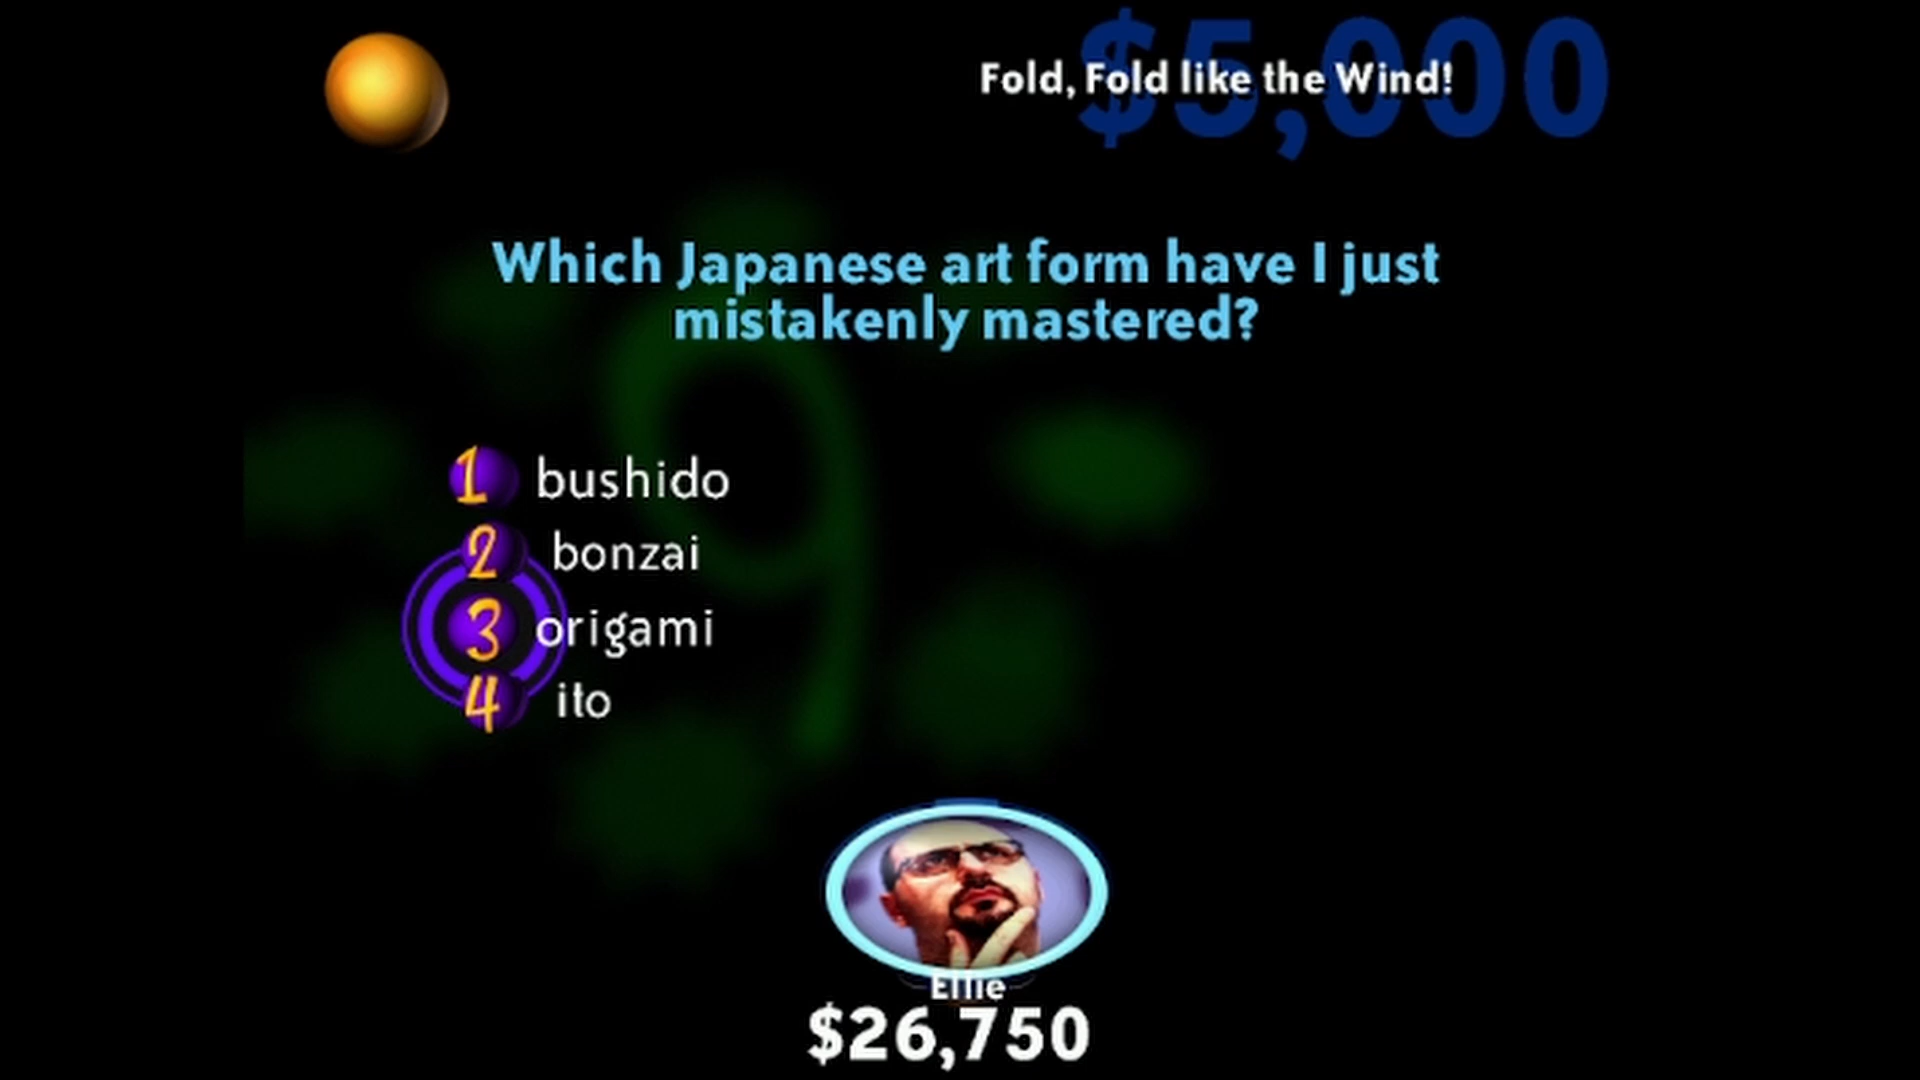 $5,000
Fold, Fold like the Wind!
Which Japanese art form have I just
mistakenly mastered?
1 bushido
2 bonzai
3 origami
4 ito
Ellie
$26,750